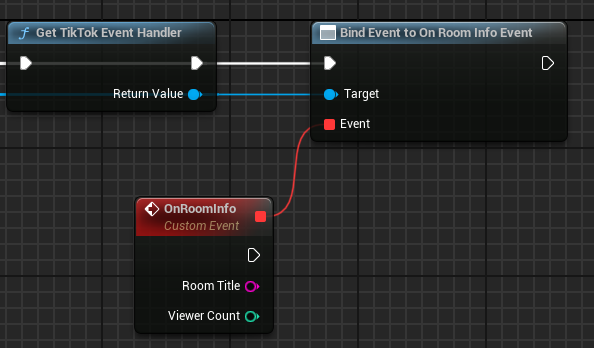 Get TikTok Event Handler
Return Value
Bind Event to On Room Info Event
Target
Event
OnRoomInfo
Custom Event
Room Title
Viewer Count